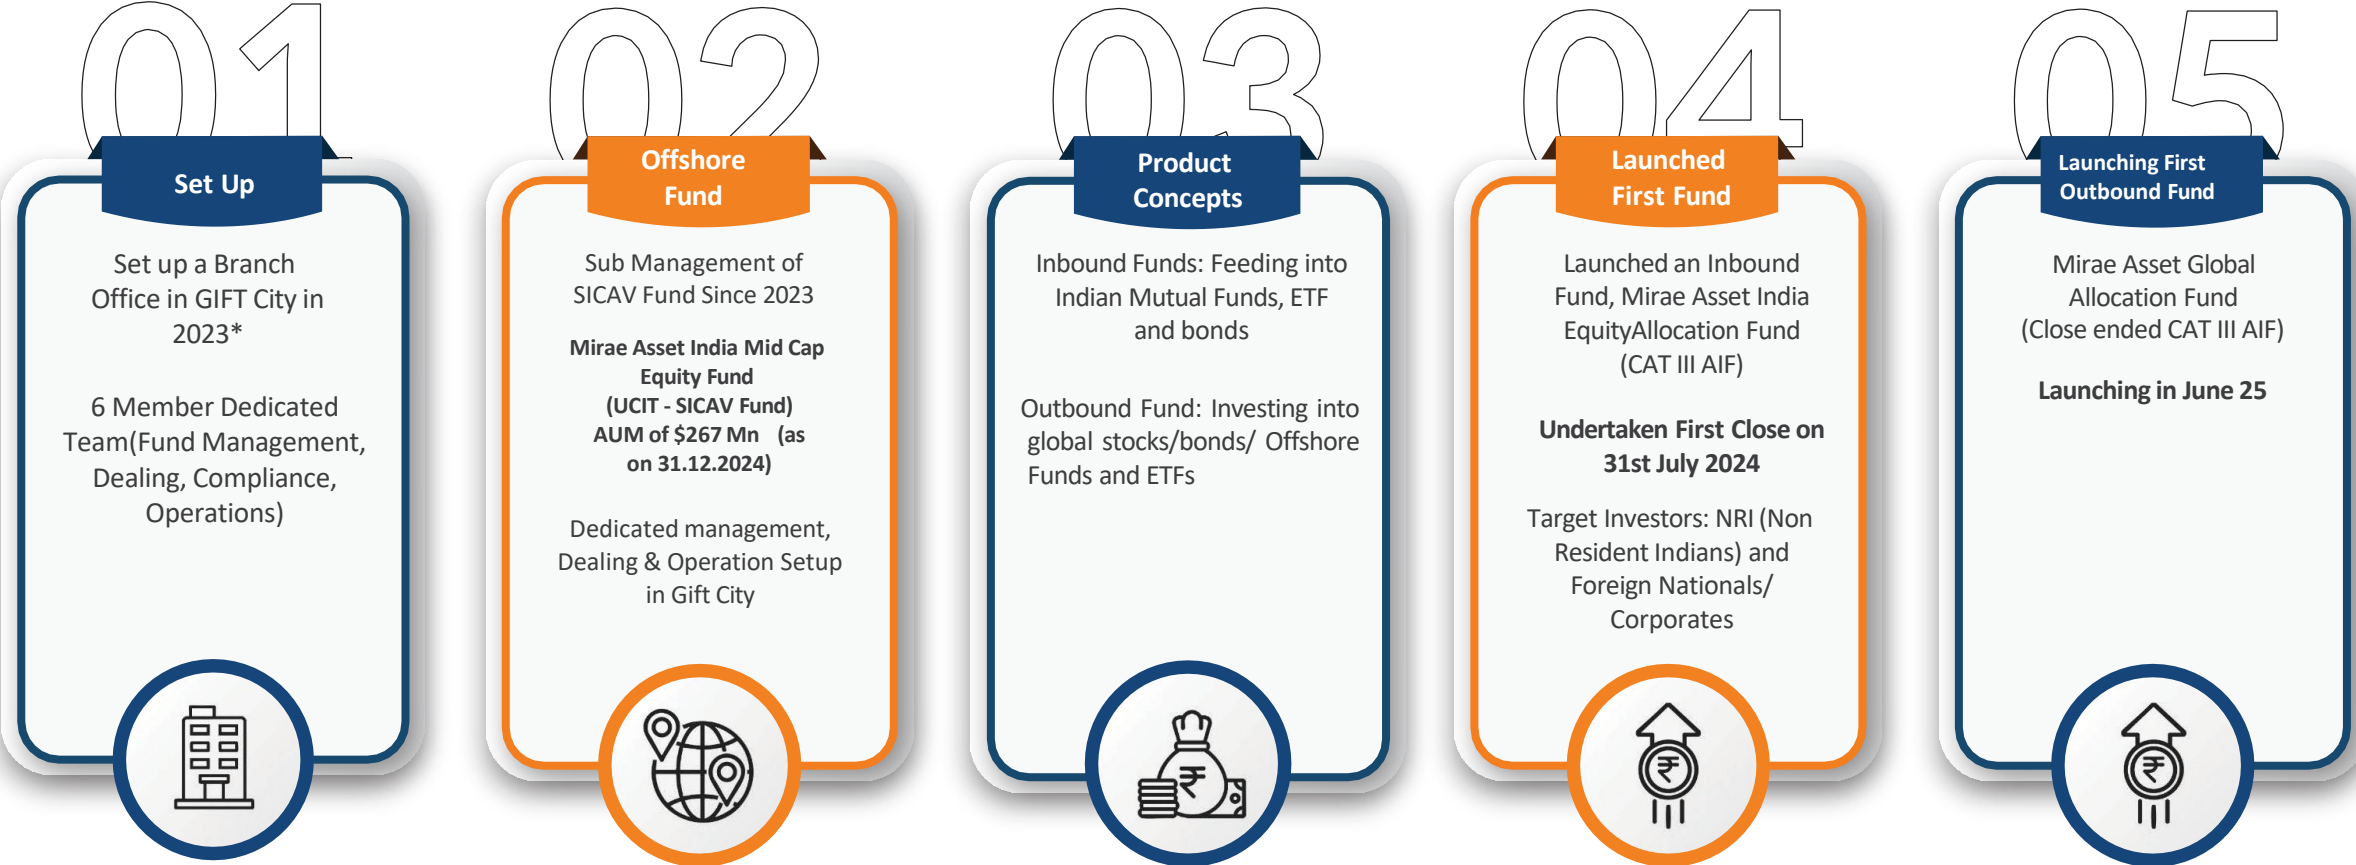 01
Set Up
Set up a Branch
Office in GIFT City in
2023*
6 Member Dedicated
Team(Fund Management,
Dealing, Compliance,
Operations)
02
Offshore
Fund
Sub Management of
SICAV Fund Since 2023
Mirae Asset India Mid Cap
Equity Fund
(UCIT - SICAV Fund)
AUM of $267 Mn (as
on 31.12.2024)
Dedicated management,
Dealing & Operation Setup
in Gift City
03
Product
Concepts
Inbound Funds: Feeding into
Indian Mutual Funds, ETF
and bonds
Outbound Fund: Investing into
global stocks/bonds/ Offshore
Funds and ETFs
₹
04
Launched
First Fund
Launched an Inbound
Fund, Mirae Asset India
EquityAllocation Fund
(CAT III AIF)
Undertaken First Close on
31st July 2024
Target Investors: NRI (Non
Resident Indians) and
Foreign Nationals/
Corporates
₹
05
Launching First
Outbound Fund
Mirae Asset Global
Allocation Fund
(Close ended CAT III AIF)
Launching in June 25
₹